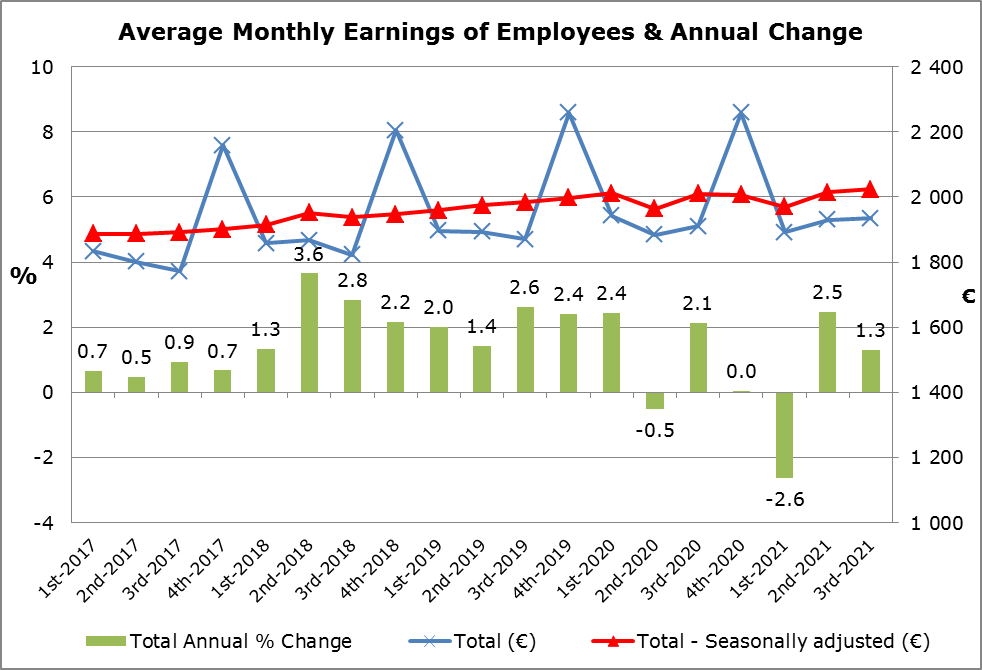 Average Monthly Earnings of Employees & Annual Change
10
8
6
4
2
0
-2
-4
%
2 400
2 200
2 000
1 800
1 600
1 400
1 200
1 000
€
0.7
0.5
0.9
0.7
1.3
3.6
2.8
2.2
2.0
1.4
2.6
2.4
2.4
-0.5
2.1
0.0
-2.6
2.5
1.3
1st-2017
2nd-2017
3rd-2017
4th-2017
1st-2018
2nd-2018
3rd-2018
4th-2018
1st-2019
2nd-2019
3rd-2019
4th-2019
1st-2020
2nd-2020
3rd-2020
4th-2020
1st-2021
2nd-2021
3rd-2021
Total Annual % Change
Total (€)
Total - Seasonally adjusted (€)